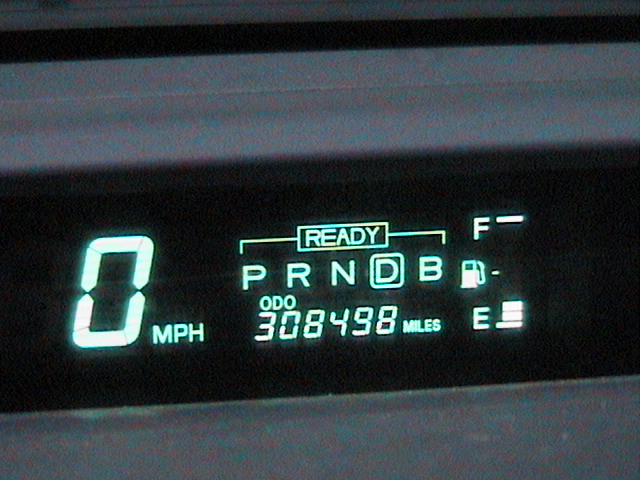 READY
F
P R N D B
0 MPH
ODO
308498 MILES
E